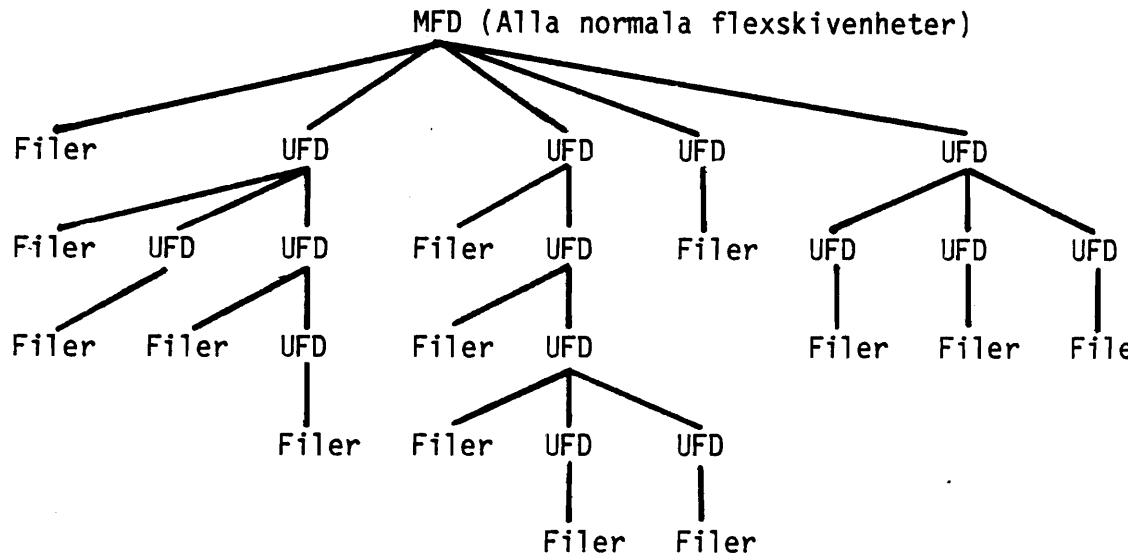 MFD (Alla normala flexskivenheter)
Filer UFD UFD UFD UFD
Filer UFD UFD Filer UFD Filer UFD UFD UFD
Filer Filer UFD Filer UFD Filer Filer File
Filer Filer UFD UFD
Filer Filer